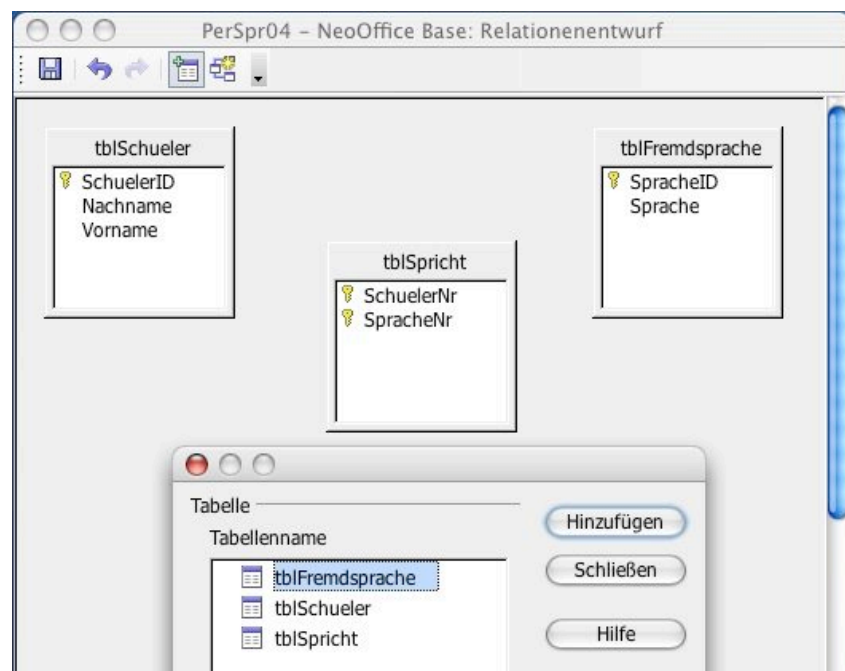 PerSpr04 – NeoOffice Base: Relationenentwurf
tblSchueler
SchuelerID
Nachname
Vorname
tblFremdsprache
SpracheID
Sprache
tblSpricht
SchuelerNr
SpracheNr
Tabelle
Tabellenname
tblFremdsprache
tblSchueler
tblSpricht
Hinzufügen
Schließen
Hilfe